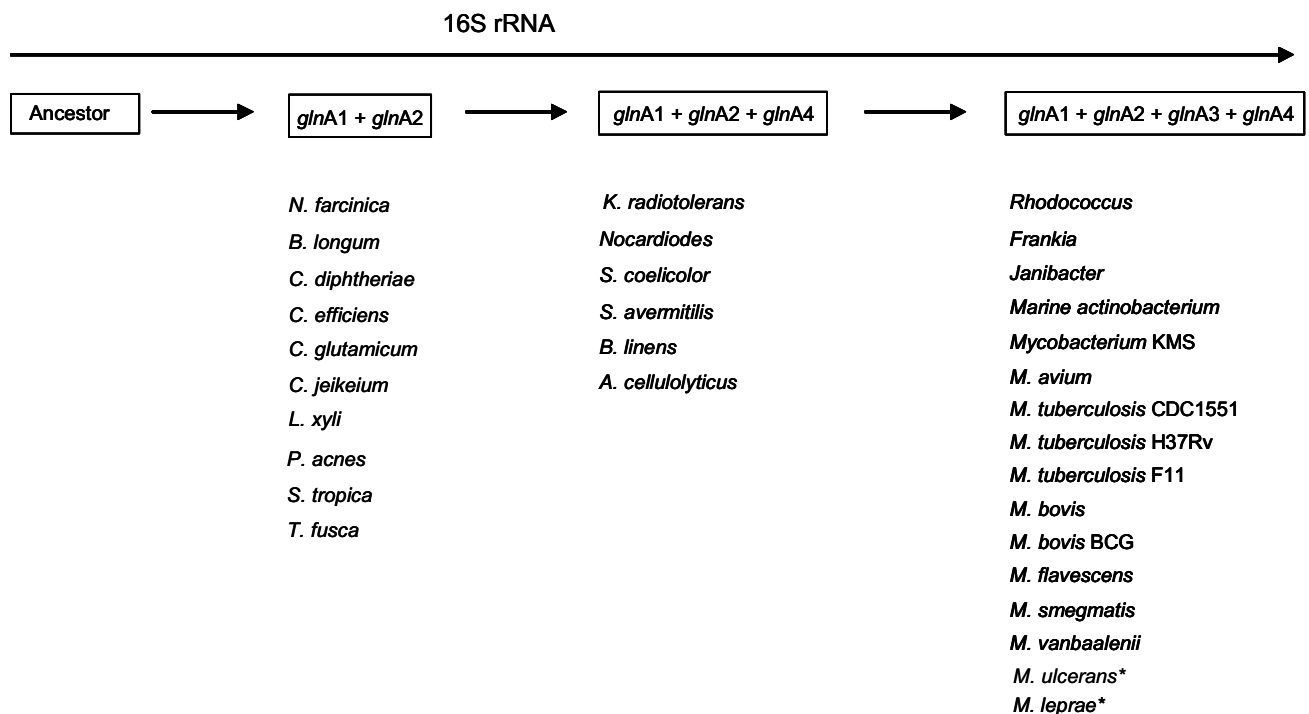 16S rRNA
Ancestor
glnA1 + glnA2
glnA1 + glnA2 + glnA4
glnA1 + glnA2 + glnA3 + glnA4
N. farcinica
B. longum
C. diphtheriae
C. efficiens
C. glutamicum
C. jeikeium
L. xyli
P. acnes
S. tropica
T. fusca
K. radiotolerans
Nocardiodes
S. coelicolor
S. avermitilis
B. linens
A. cellulolyticus
Rhodococcus
Frankia
Janibacter
Marine actinobacterium
Mycobacterium KMS
M. avium
M. tuberculosis CDC1551
M. tuberculosis H37Rv
M. tuberculosis F11
M. bovis
M. bovis BCG
M. flavescens
M. smegmatis
M. vanbaalenii
M. ulcerans*
M. leprae*